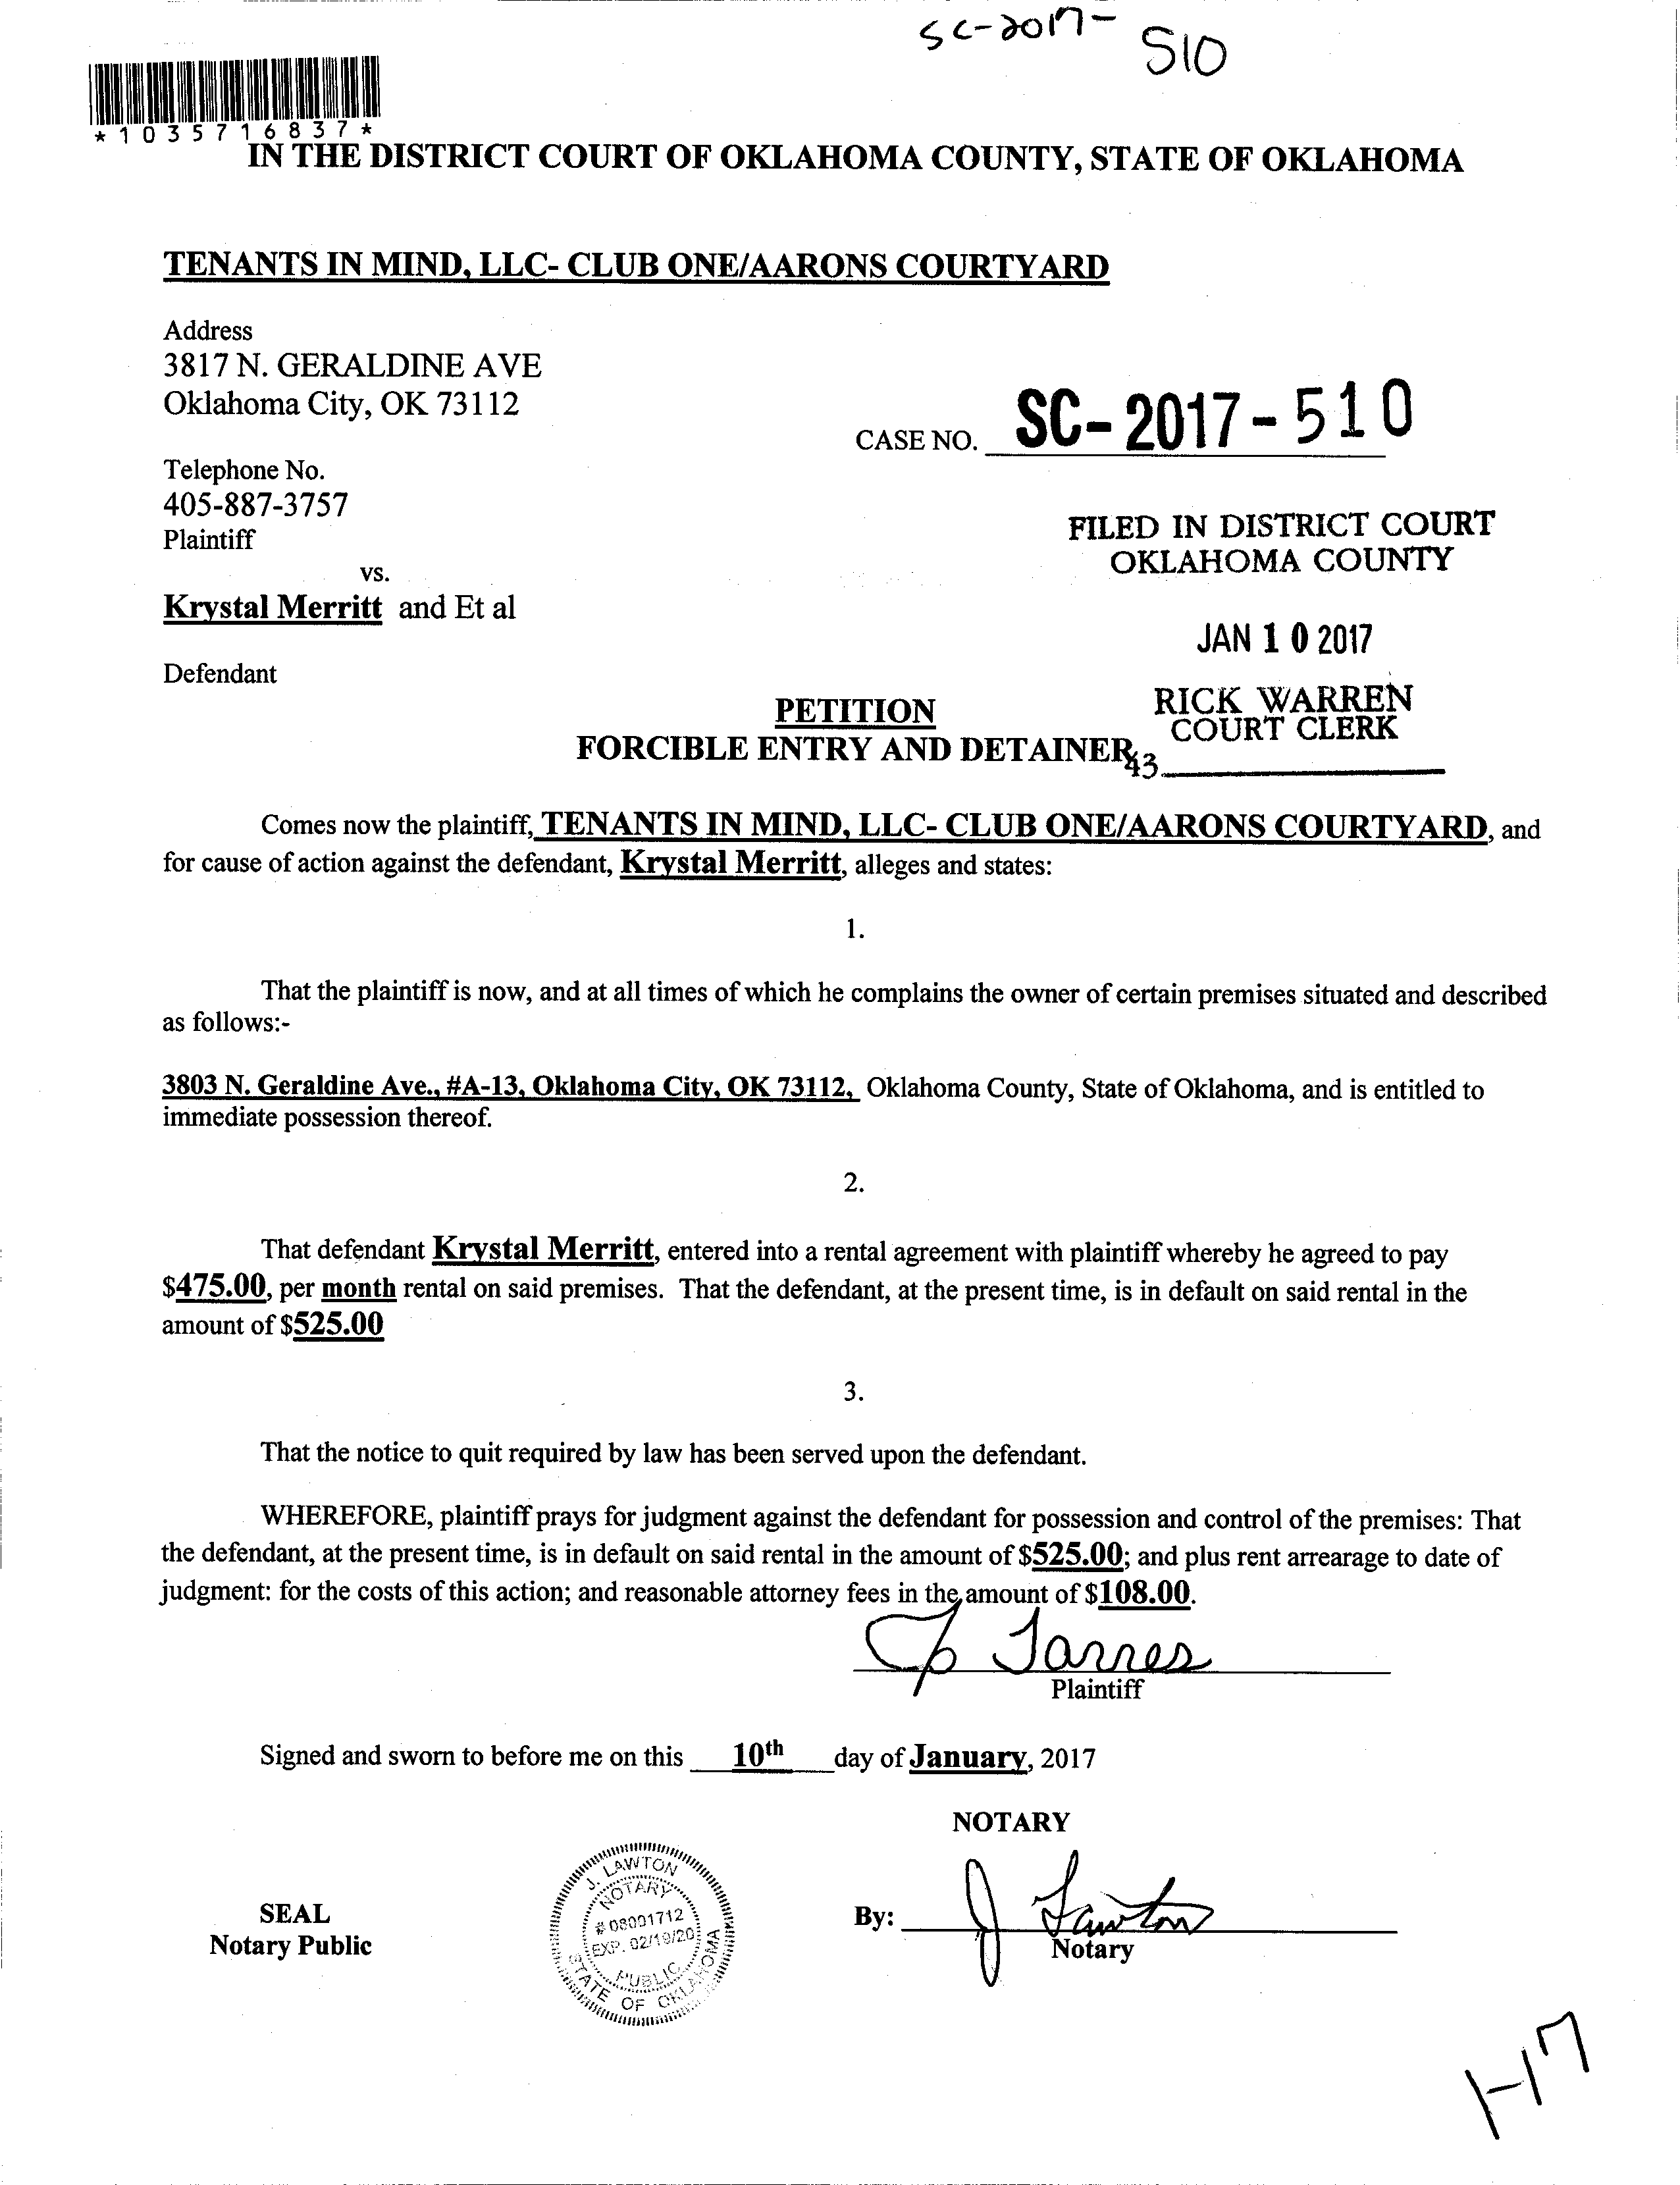 SC-2017-510
*1035716837*
IN THE DISTRICT COURT OF OKLAHOMA COUNTY, STATE OF OKLAHOMA
TENANTS IN MIND, LLC- CLUB ONE/AARONS COURTYARD
Address
3817 N. GERALDINE AVE
Oklahoma City, OK 73112
CASE NO. SC-2017-510
Telephone No.
405-887-3757
Plaintiff
FILED IN DISTRICT COURT
OKLAHOMA COUNTY
vs.
Krystal Merritt and Et al
JAN 10 2017
Defendant
RICK WARREN
COURT CLERK
43
PETITION
FORCIBLE ENTRY AND DETAINER
Comes now the plaintiff, TENANTS IN MIND, LLC- CLUB ONE/AARONS COURTYARD, and
for cause of action against the defendant, Krystal Merritt, alleges and states:
1.
That the plaintiff is now, and at all times of which he complains the owner of certain premises situated and described
as follows:-
3803 N. Geraldine Ave., #A-13, Oklahoma City, OK 73112, Oklahoma County, State of Oklahoma, and is entitled to
immediate possession thereof.
2.
That defendant Krystal Merritt, entered into a rental agreement with plaintiff whereby he agreed to pay
$475.00, per month rental on said premises. That the defendant, at the present time, is in default on said rental in the
amount of $525.00
3.
That the notice to quit required by law has been served upon the defendant.
WHEREFORE, plaintiff prays for judgment against the defendant for possession and control of the premises: That
the defendant, at the present time, is in default on said rental in the amount of $525.00; and plus rent arrearage to date of
judgment: for the costs of this action; and reasonable attorney fees in the amount of $108.00.
Plaintiff
Signed and sworn to before me on this 10th day of January, 2017
NOTARY
SEAL
Notary Public
J. LAWTON
NOTARY
# 08001712
EXP. 02/19/20
PUBLIC
STATE OF OKLAHOMA
By: J Lawton
Notary
1-17